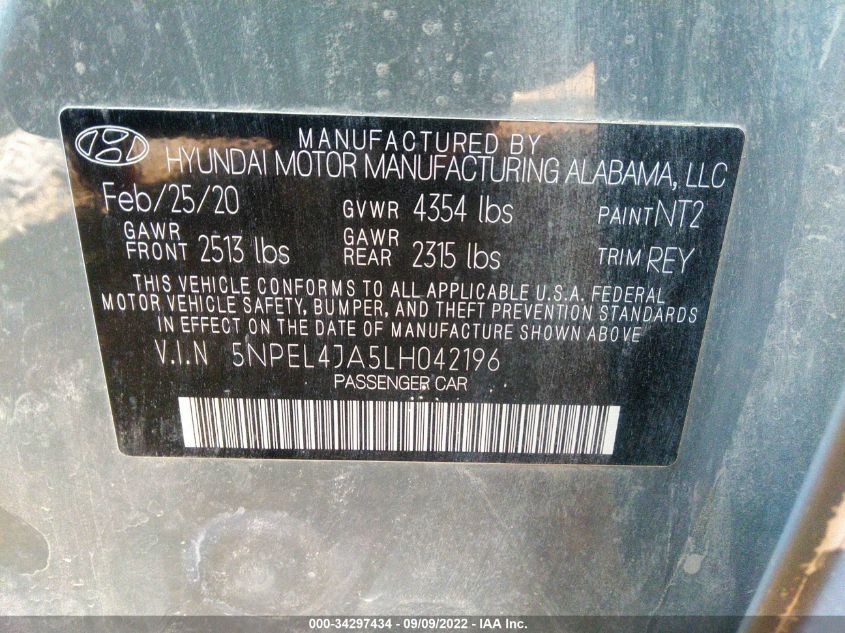 MANUFACTURED BY
HYUNDAI MOTOR MANUFACTURING ALABAMA, LLC
Feb/25/20 GVWR 4354 lbs PAINT NT2
GAWR FRONT 2513 lbs GAWR REAR 2315 lbs TRIM REY
THIS VEHICLE CONFORMS TO ALL APPLICABLE U.S.A. FEDERAL
MOTOR VEHICLE SAFETY, BUMPER, AND THEFT PREVENTION STANDARDS
IN EFFECT ON THE DATE OF MANUFACTURE SHOWN ABOVE
V.I.N 5NPEL4JA5LH042196
PASSENGER CAR
000-34297434 - 09/09/2022 - IAA Inc.